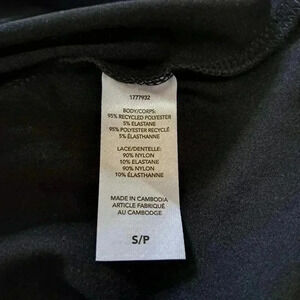 1777932
BODY/CORPS:
95% RECYCLED POLYESTER
5% ELASTANE
95% POLYESTER RECYCLÉ
5% ÉLASTHANNE
LACE/DENTELLE:
90% NYLON
10% ELASTANE
90% NYLON
10% ÉLASTHANNE
MADE IN CAMBODIA
ARTICLE FABRIQUÉ
AU CAMBODGE
S/P